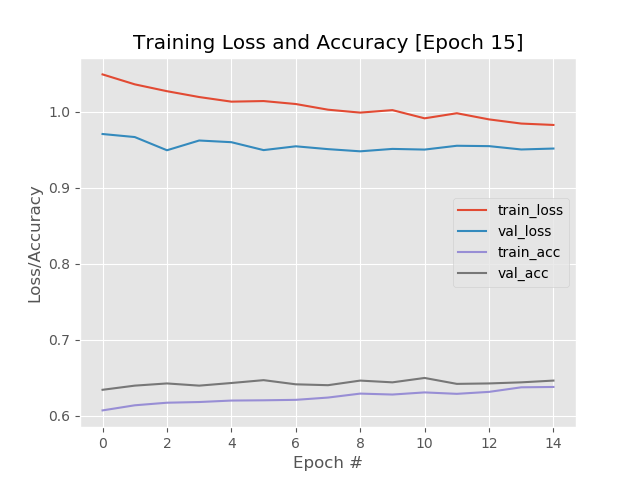 Training Loss and Accuracy [Epoch 15]
Loss/Accuracy
1.0
0.9
0.8
0.7
0.6
train_loss
val_loss
train_acc
val_acc
0 2 4 6 8 10 12 14
Epoch #